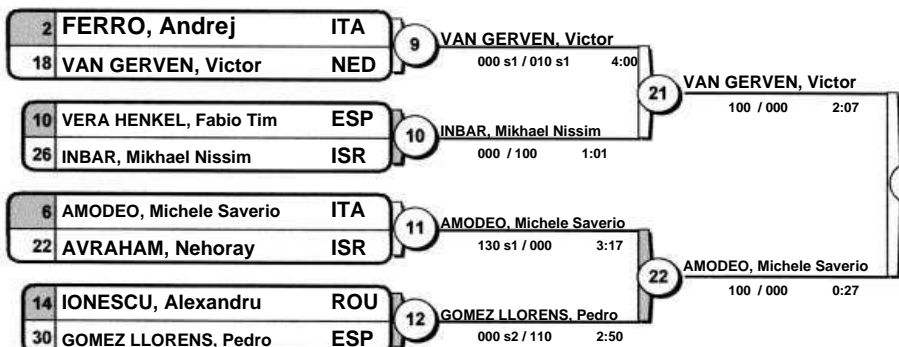 2 FERRO, Andrej ITA
18 VAN GERVEN, Victor NED
9
VAN GERVEN, Victor
000 s1 / 010 s1 4:00
10 VERA HENKEL, Fabio Tim ESP
26 INBAR, Mikhael Nissim ISR
10
INBAR, Mikhael Nissim
000 / 100 1:01
21
VAN GERVEN, Victor
100 / 000 2:07
6 AMODEO, Michele Saverio ITA
22 AVRAHAM, Nehoray ISR
11
AMODEO, Michele Saverio
130 s1 / 000 3:17
14 IONESCU, Alexandru ROU
30 GOMEZ LLORENS, Pedro ESP
12
GOMEZ LLORENS, Pedro
000 s2 / 110 2:50
22
AMODEO, Michele Saverio
100 / 000 0:27